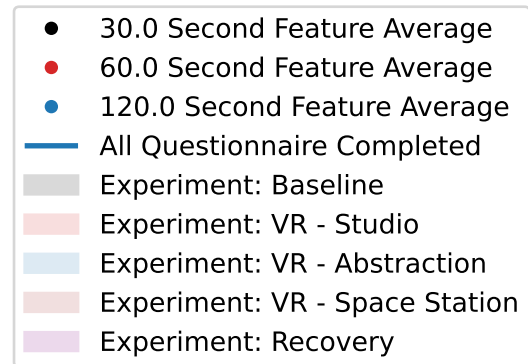 30.0 Second Feature Average
60.0 Second Feature Average
120.0 Second Feature Average
All Questionnaire Completed
Experiment: Baseline
Experiment: VR - Studio
Experiment: VR - Abstraction
Experiment: VR - Space Station
Experiment: Recovery